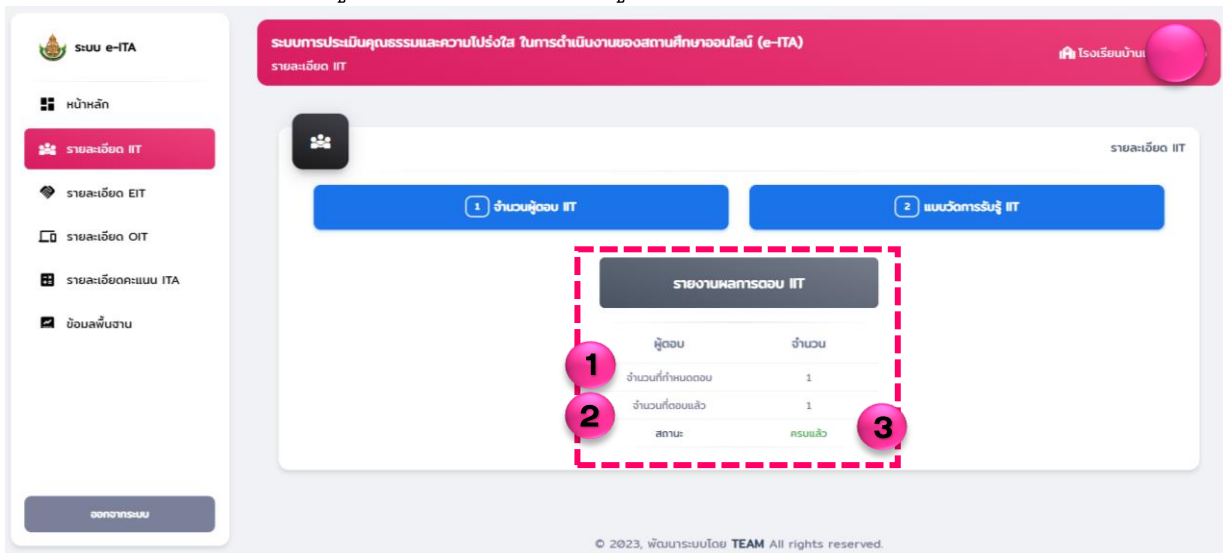 ระบบ e-ITA
ระบบการประเมินคุณธรรมและความโปร่งใส ในการดำเนินงานของสถานศึกษาออนไลน์ (e-ITA)
รายละเอียด IIT
โรงเรียนบ้าน
หน้าหลัก
รายละเอียด IIT
รายละเอียด EIT
รายละเอียด OIT
รายละเอียดคะแนน ITA
ข้อมูลพื้นฐาน
ออกจากระบบ
รายละเอียด IIT
1 จำนวนผู้ตอบ IIT
2 แบบวัดการรับรู้ IIT
รายงานผลการตอบ IIT
ผู้ตอบ จำนวน
1 จำนวนที่กำหนดตอบ 1
2 จำนวนที่ตอบแล้ว 1
สถานะ ครบแล้ว 3
© 2023, พัฒนาระบบโดย TEAM All rights reserved.